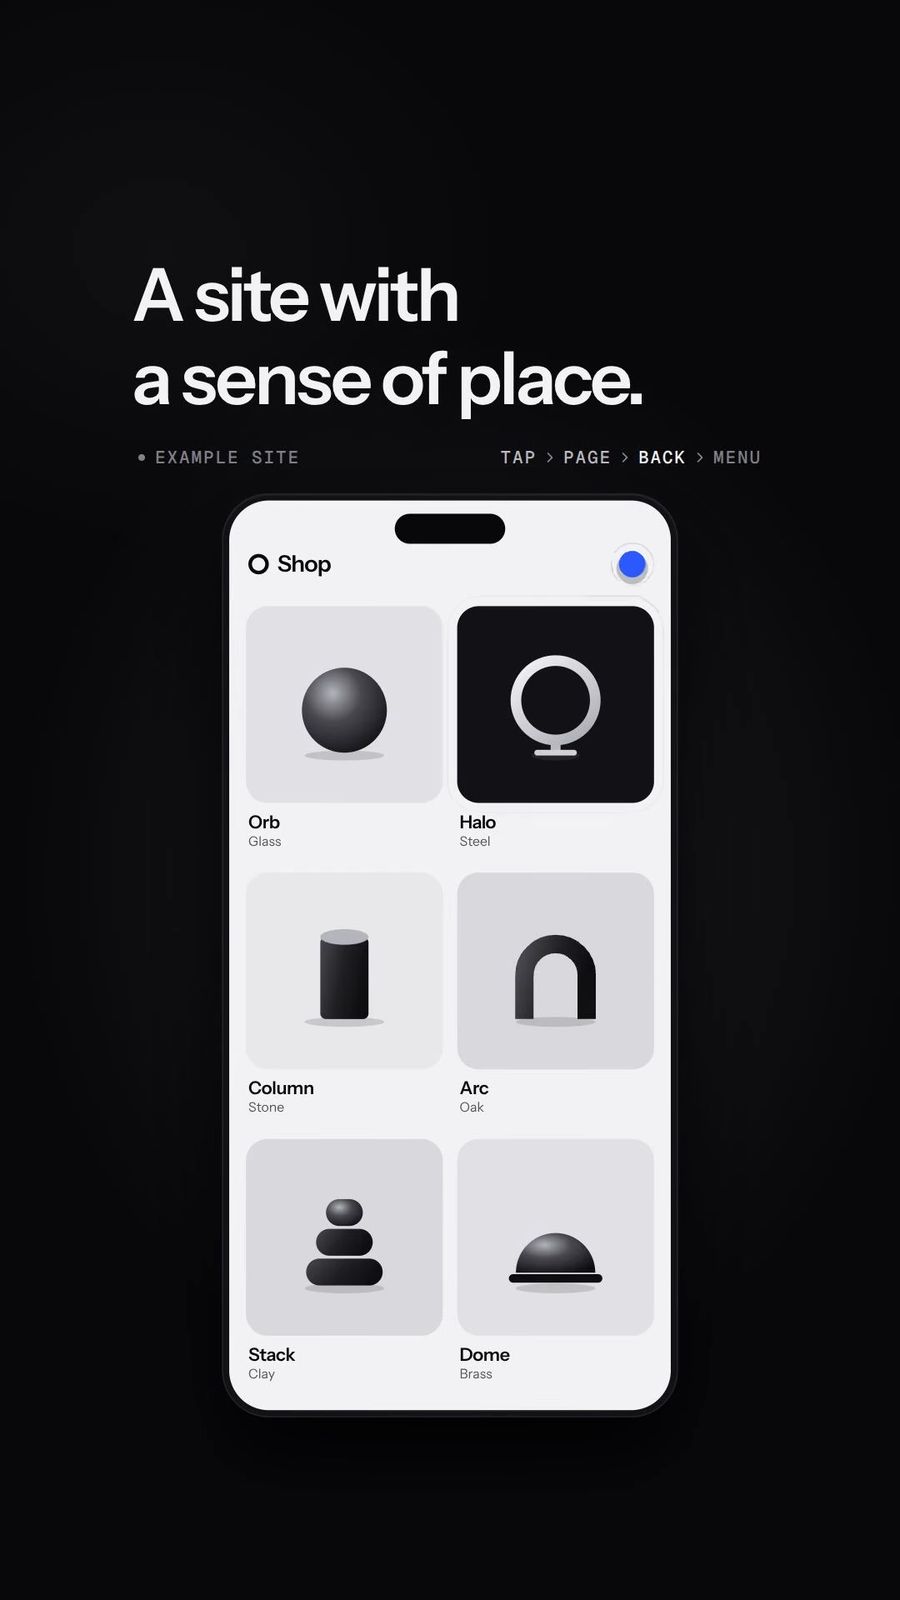 A site with
a sense of place.
• EXAMPLE SITE
TAP > PAGE > BACK > MENU
Shop
Orb
Glass
Halo
Steel
Column
Stone
Arc
Oak
Stack
Clay
Dome
Brass